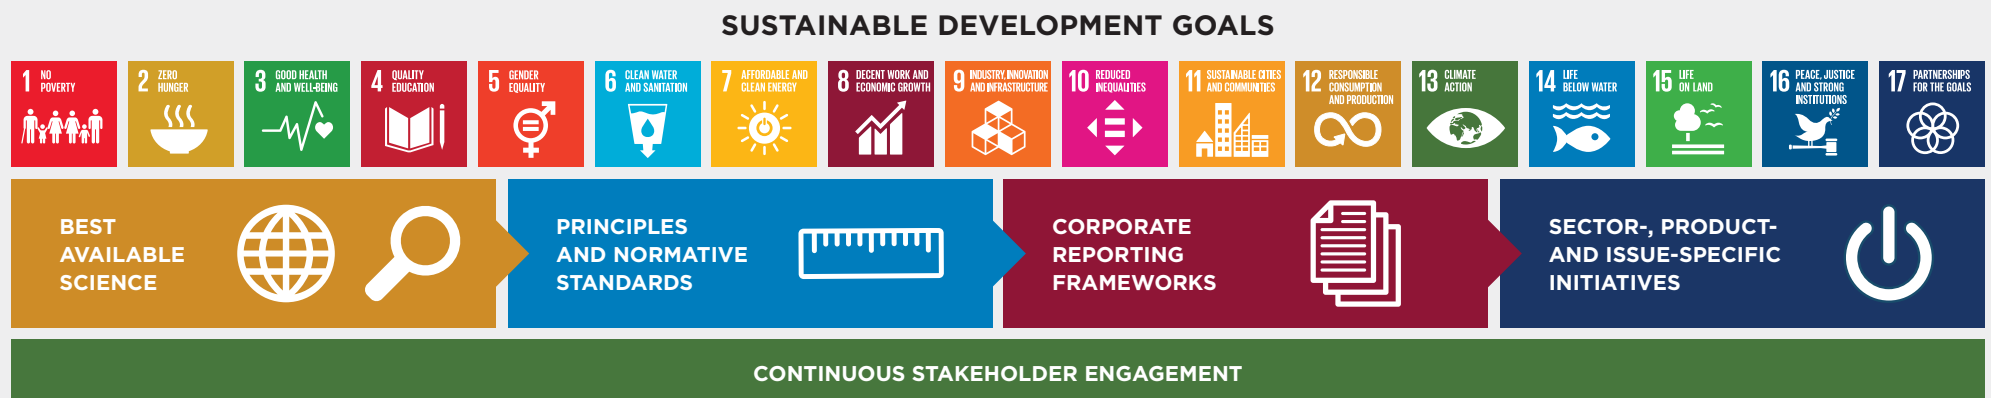 SUSTAINABLE DEVELOPMENT GOALS
1 NO
POVERTY
2 ZERO
HUNGER
3 GOOD HEALTH
AND WELL-BEING
4 QUALITY
EDUCATION
5 GENDER
EQUALITY
6 CLEAN WATER
AND SANITATION
7 AFFORDABLE AND
CLEAN ENERGY
8 DECENT WORK AND
ECONOMIC GROWTH
9 INDUSTRY, INNOVATION
AND INFRASTRUCTURE
10 REDUCED
INEQUALITIES
11 SUSTAINABLE CITIES
AND COMMUNITIES
12 RESPONSIBLE
CONSUMPTION
AND PRODUCTION
13 CLIMATE
ACTION
14 LIFE
BELOW WATER
15 LIFE
ON LAND
16 PEACE, JUSTICE
AND STRONG
INSTITUTIONS
17 PARTNERSHIPS
FOR THE GOALS
BEST
AVAILABLE
SCIENCE
PRINCIPLES
AND NORMATIVE
STANDARDS
CORPORATE
REPORTING
FRAMEWORKS
SECTOR-, PRODUCT-
AND ISSUE-SPECIFIC
INITIATIVES
CONTINUOUS STAKEHOLDER ENGAGEMENT